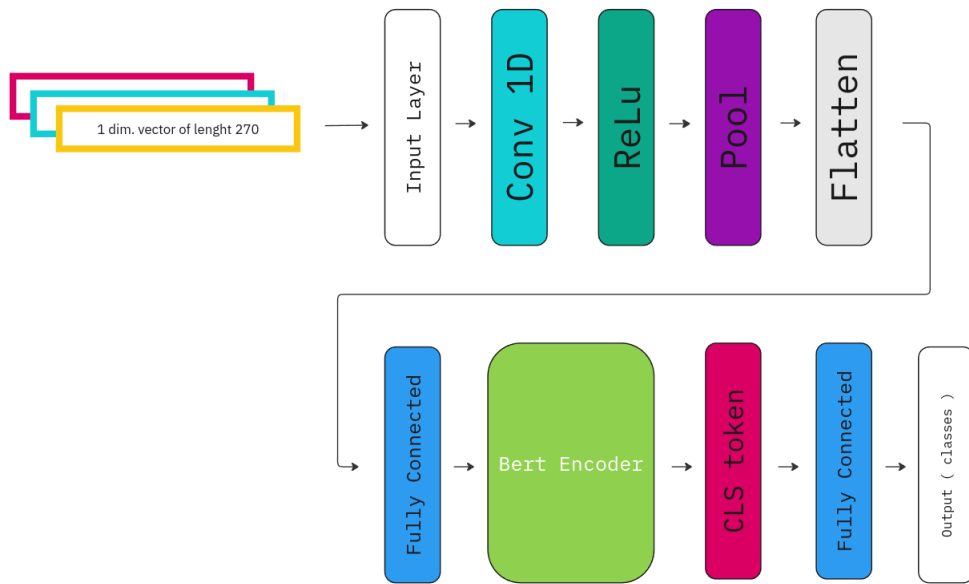 1 dim. vector of lenght 270
Input Layer
Conv 1D
ReLu
Pool
Flatten
Fully Connected
Bert Encoder
CLS token
Fully Connected
Output ( classes )